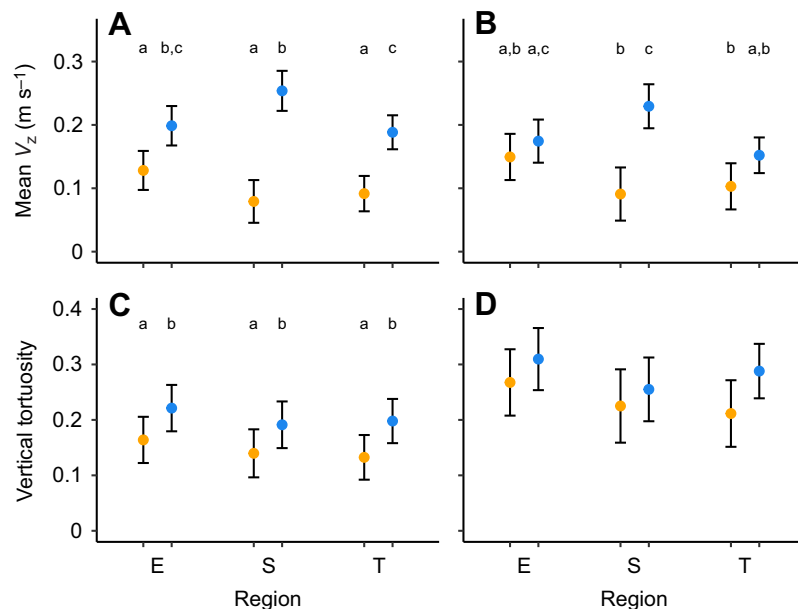 A
B
a b,c a b a c
a,b a,c b c b a,b
Mean Vz (m s–1)
0.3
0.2
0.1
0
C
D
a b a b a b
Vertical tortuosity
0.4
0.3
0.2
0.1
0
E S T
E S T
Region
Region